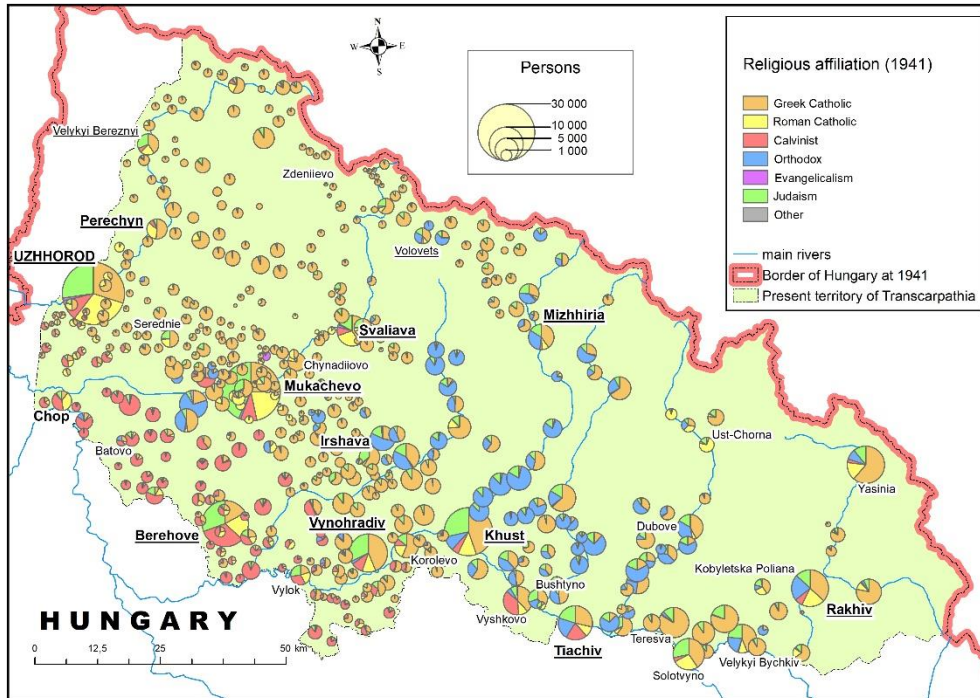 N
W E
S
Persons
30 000
10 000
5 000
1 000
Religious affiliation (1941)
Greek Catholic
Roman Catholic
Calvinist
Orthodox
Evangelicalism
Judaism
Other
main rivers
Border of Hungary at 1941
Present territory of Transcarpathia
Velykyi Bereznyi
Zdeniievo
Perechyn
Volovets
UZHHOROD
Mizhhiria
Serednie
Svaliava
Chynadiiovo
Mukachevo
Chop
Irshava
Ust-Chorna
Batovo
Yasinia
Berehove
Vynohradiv
Khust
Dubove
Korolevo
Kobyletska Poliana
Vylok
Bushtyno
Rakhiv
Vyshkovo
HUNGARY
Tiachiv
Teresva
Velykyi Bychkiv
Solotvyno
0 12,5 25 50 km